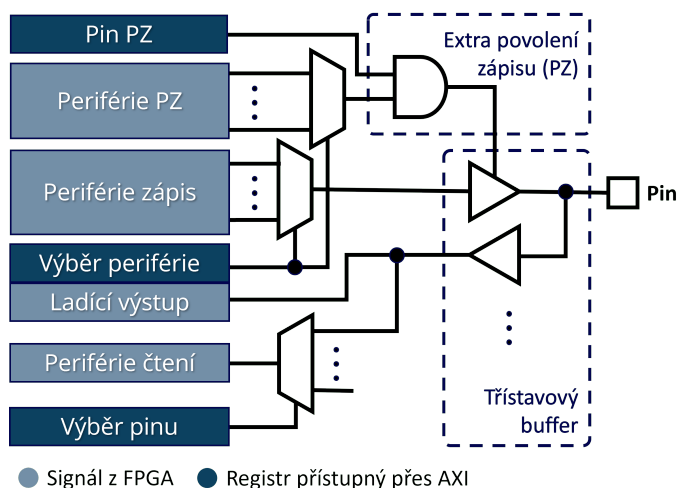 Pin PZ
Extra povolení
zápisu (PZ)
Periférie PZ
Periférie zápis
Pin
Výběr periférie
Ladící výstup
Periférie čtení
Třístavový
buffer
Výběr pinu
Signál z FPGA
Registr přístupný přes AXI